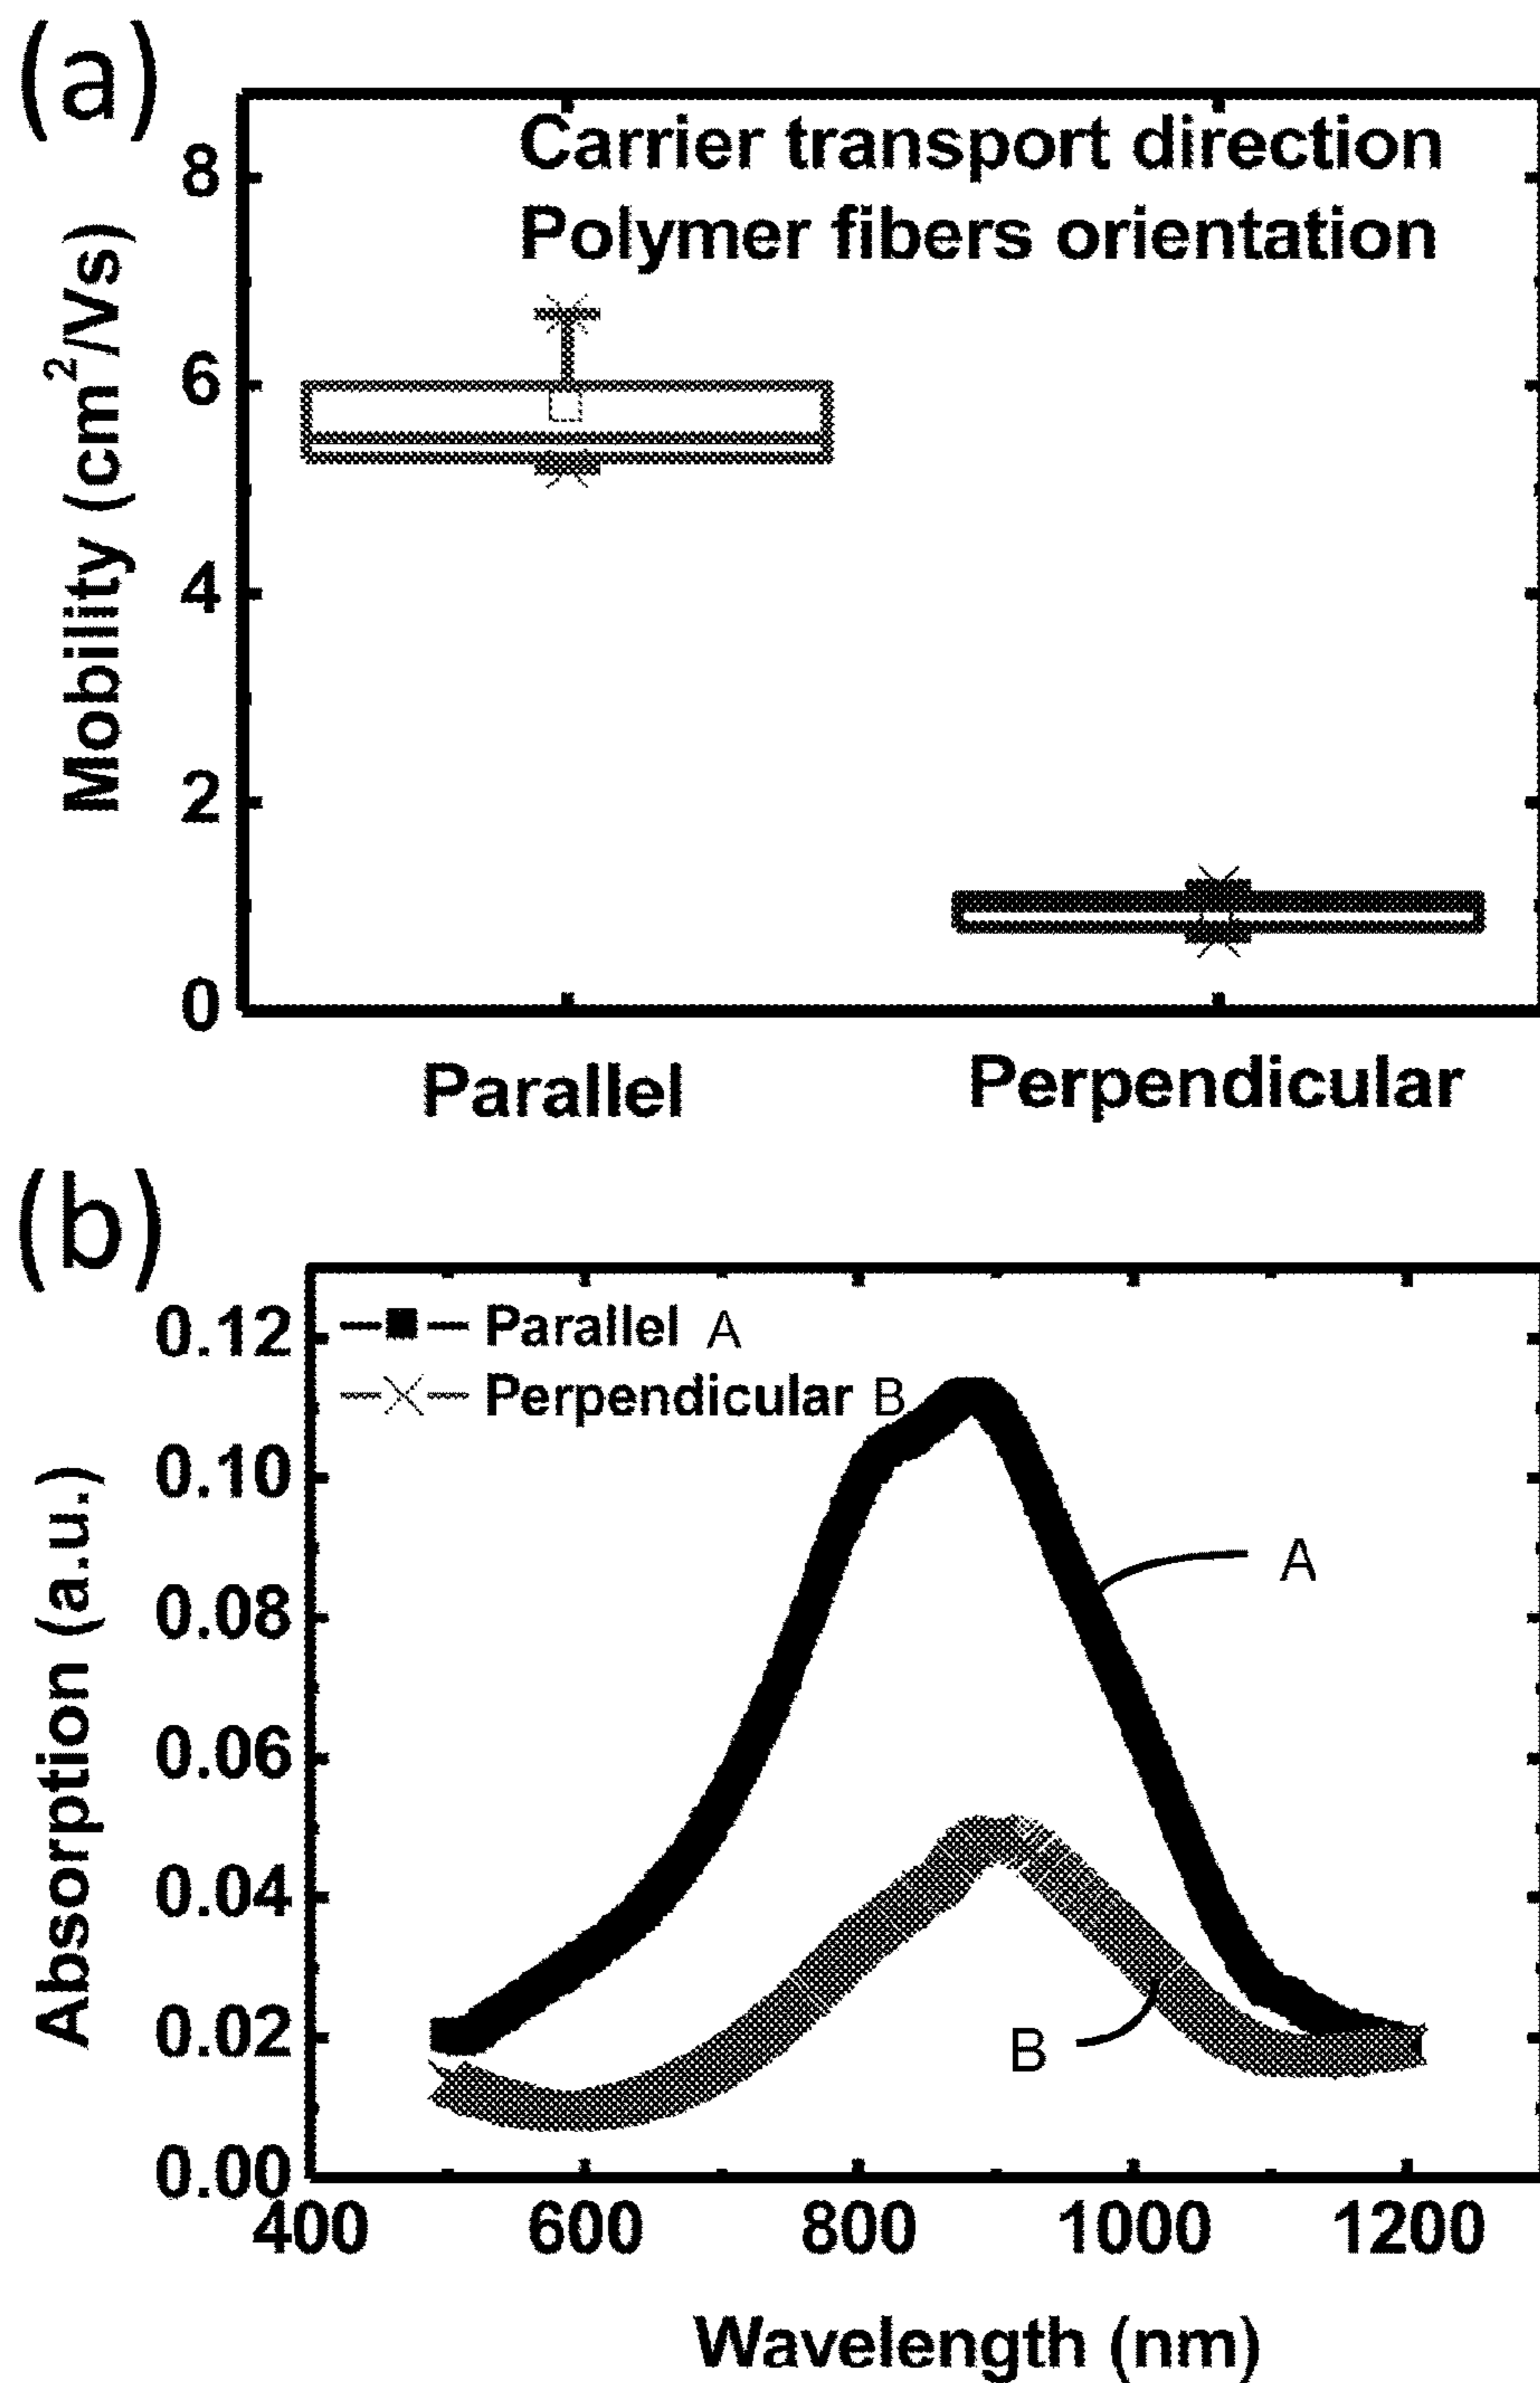 (a)
Carrier transport direction
Polymer fibers orientation
Mobility (cm²/Vs)
8
6
4
2
0
Parallel
Perpendicular
(b)
Parallel A
Perpendicular B
Absorption (a.u.)
0.12
0.10
0.08
0.06
0.04
0.02
0.00
A
B
400 600 800 1000 1200
Wavelength (nm)